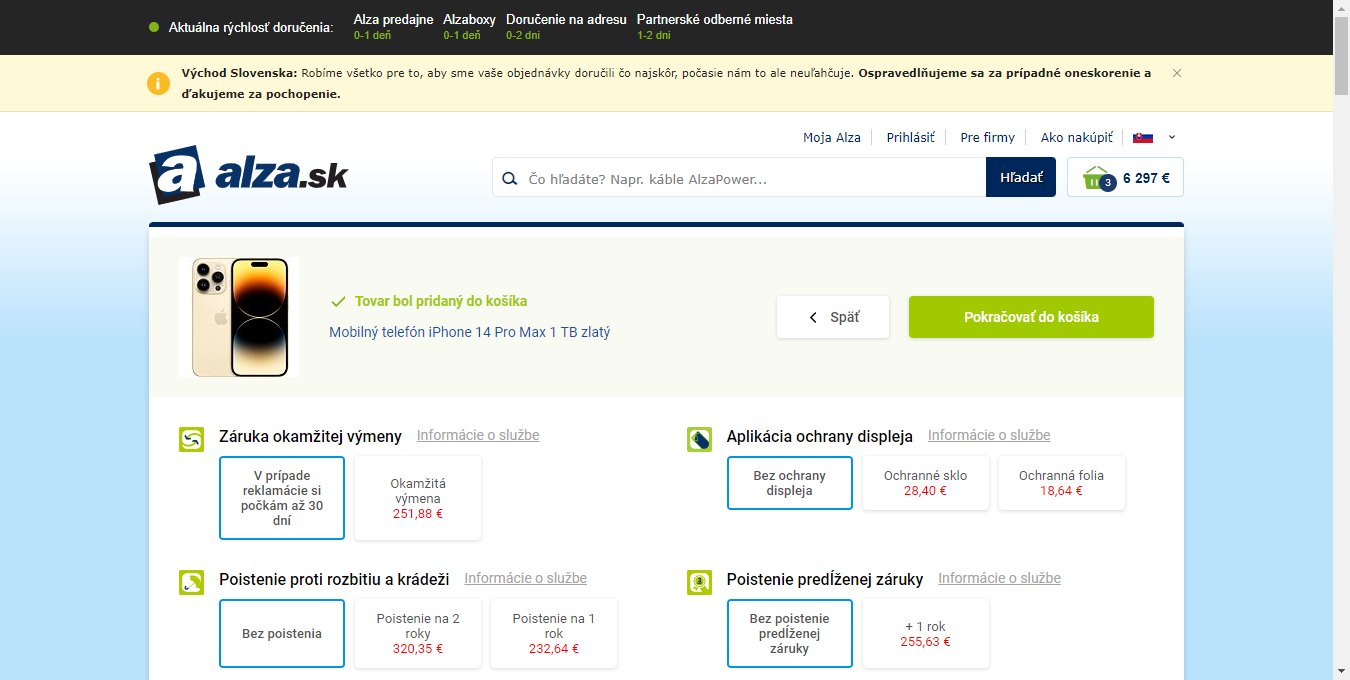 Aktuálna rýchlosť doručenia:
Alza predajne
0-1 deň
Alzaboxy
0-1 deň
Doručenie na adresu
0-2 dni
Partnerské odberné miesta
1-2 dni
Východ Slovenska: Robíme všetko pre to, aby sme vaše objednávky doručili čo najskôr, počasie nám to ale neuľahčuje. Ospravedlňujeme sa za prípadné oneskorenie a
ďakujeme za pochopenie.
Moja Alza
Prihlásiť
Pre firmy
Ako nakúpiť
a alza.sk
Čo hľadáte? Napr. káble AlzaPower...
Hľadať
3
6 297 €
Tovar bol pridaný do košíka
Mobilný telefón iPhone 14 Pro Max 1 TB zlatý
Späť
Pokračovať do košíka
Záruka okamžitej výmeny
Informácie o službe
V prípade
reklamácie si
počkám až 30
dní
Okamžitá
výmena
251,88 €
Aplikácia ochrany displeja
Informácie o službe
Bez ochrany
displeja
Ochranné sklo
28,40 €
Ochranná folia
18,64 €
Poistenie proti rozbitiu a krádeži
Informácie o službe
Bez poistenia
Poistenie na 2
roky
320,35 €
Poistenie na 1
rok
232,64 €
Poistenie predĺženej záruky
Informácie o službe
Bez poistenie
predĺženej
záruky
+ 1 rok
255,63 €